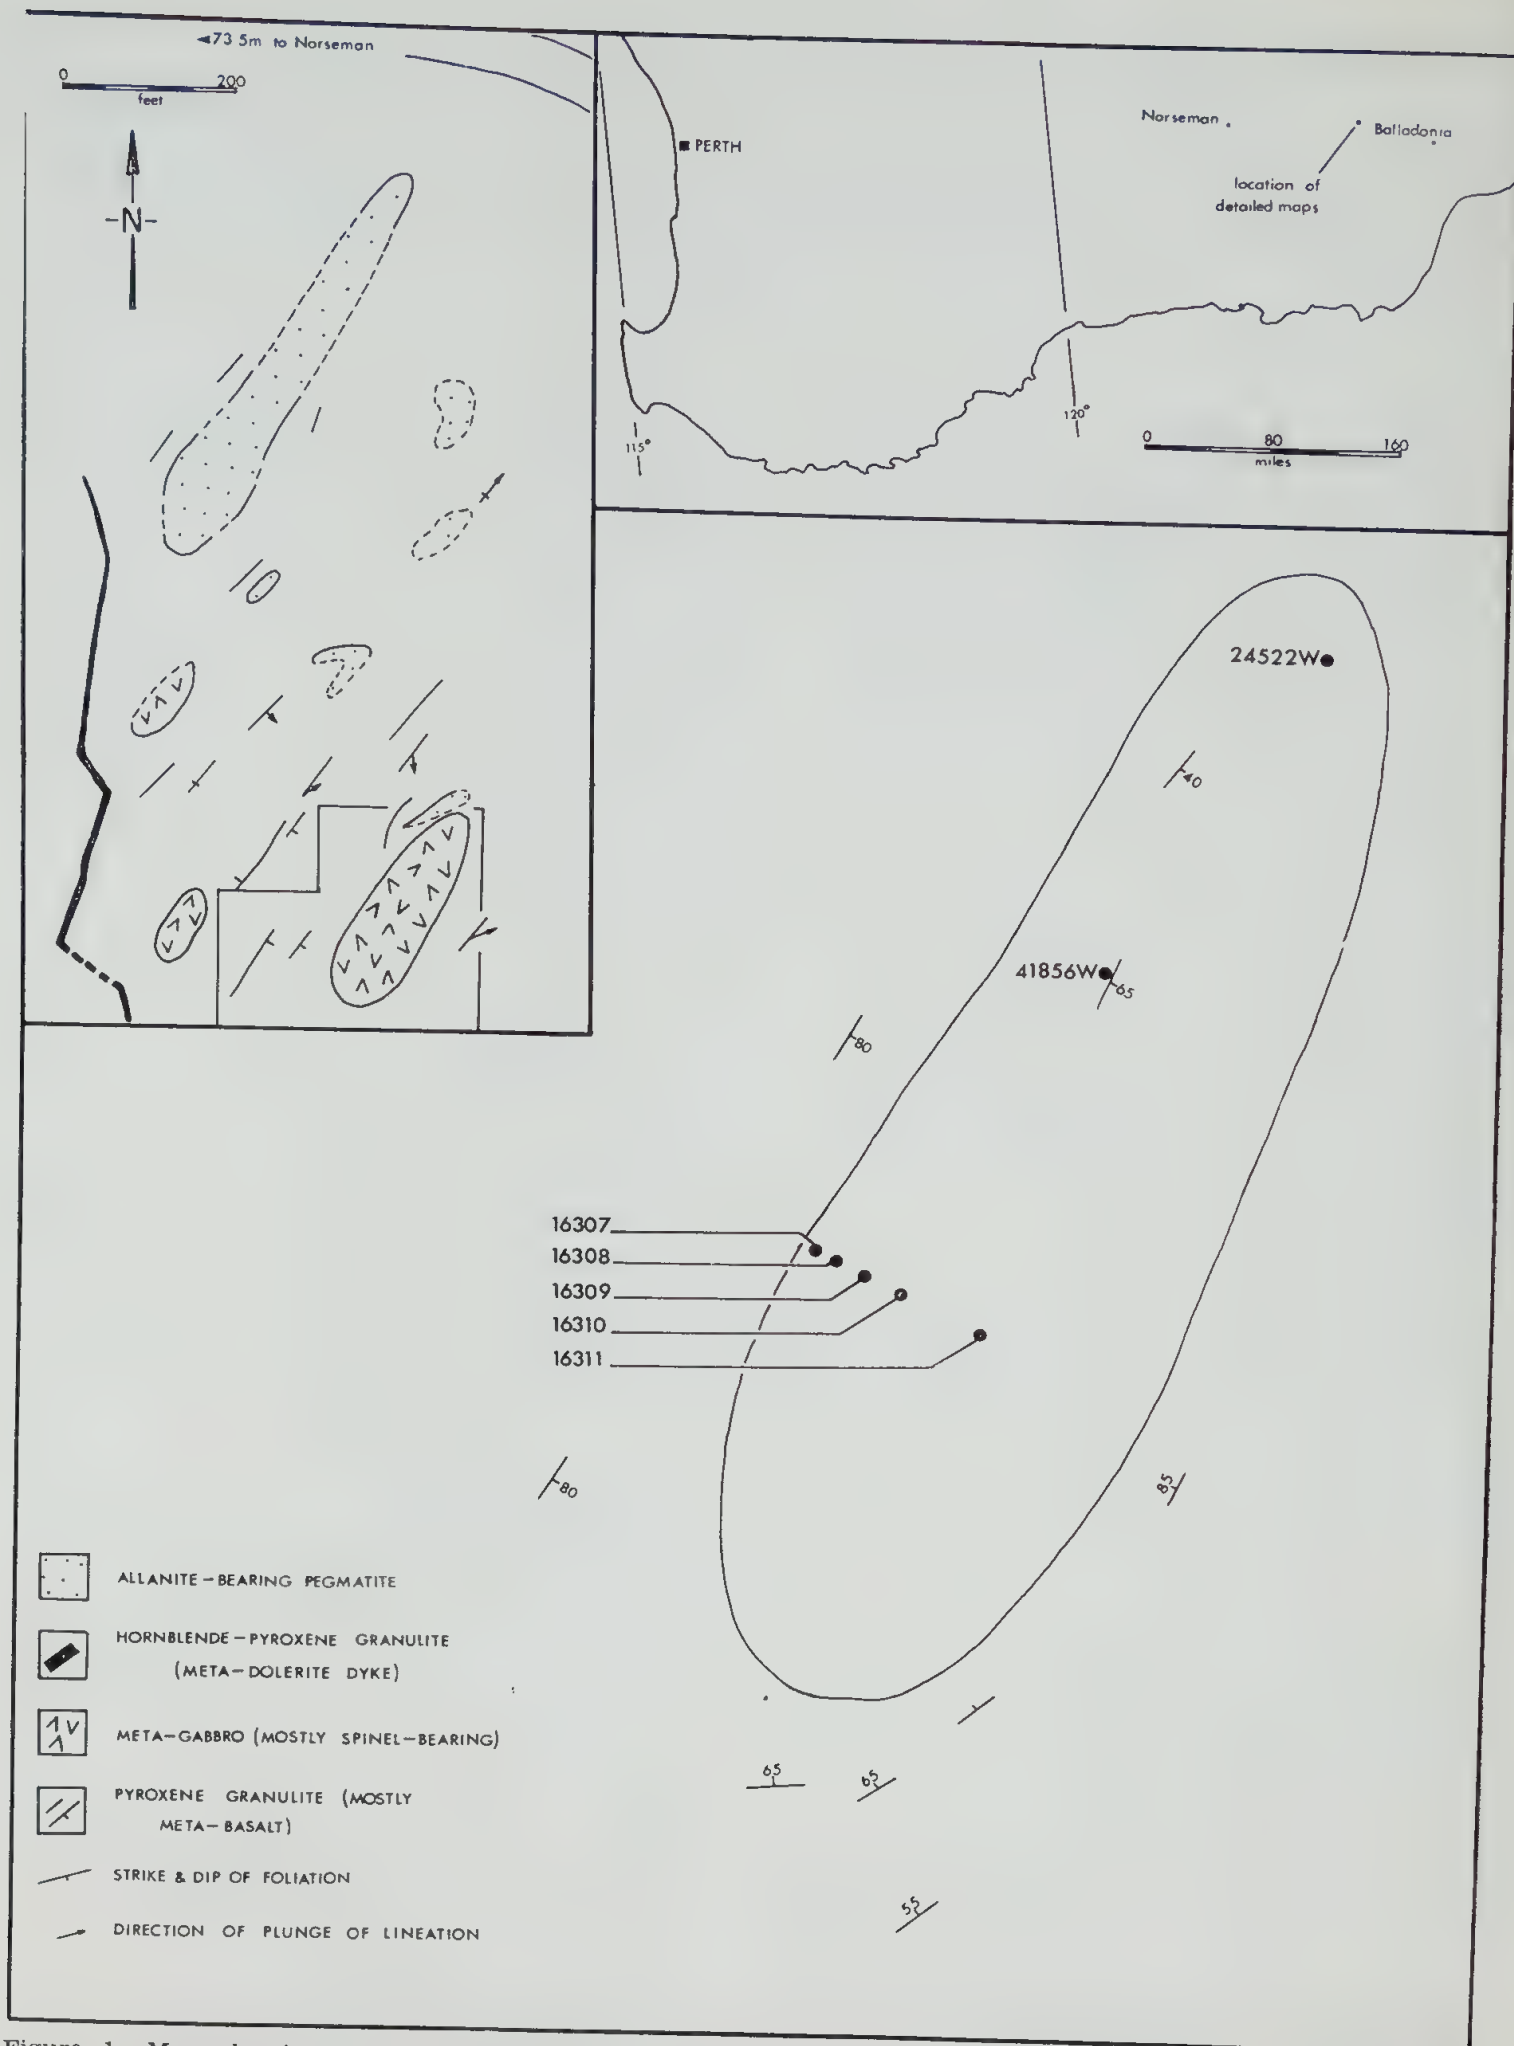 ◄73 5m to Norseman
0 200
feet
-N-
PERTH
Norseman
Balladonia
location of
detailed maps
115°
120°
0 80 160
miles
24522W
40
41856W
65
80
16307
16308
16309
16310
16311
80
85
65
65
55
ALLANITE-BEARING PEGMATITE
HORNBLENDE-PYROXENE GRANULITE
(META-DOLERITE DYKE)
META-GABBRO (MOSTLY SPINEL-BEARING)
PYROXENE GRANULITE (MOSTLY
META-BASALT)
STRIKE & DIP OF FOLIATION
DIRECTION OF PLUNGE OF LINEATION